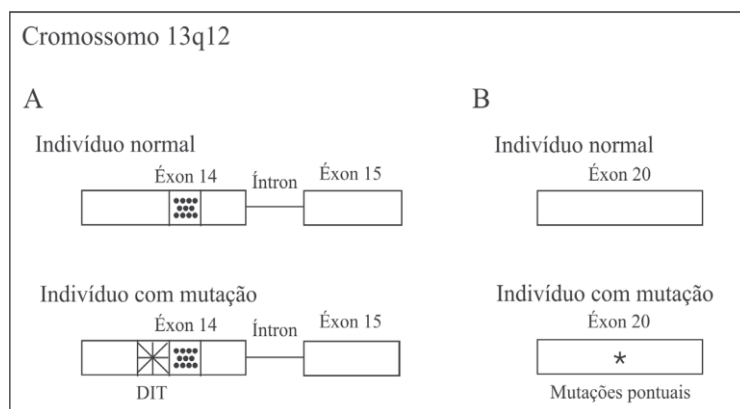 Cromossomo 13q12
A
Indivíduo normal
Éxon 14
Íntron
Éxon 15
Indivíduo com mutação
Éxon 14
Íntron
Éxon 15
DIT
B
Indivíduo normal
Éxon 20
Indivíduo com mutação
Éxon 20
*
Mutações pontuais